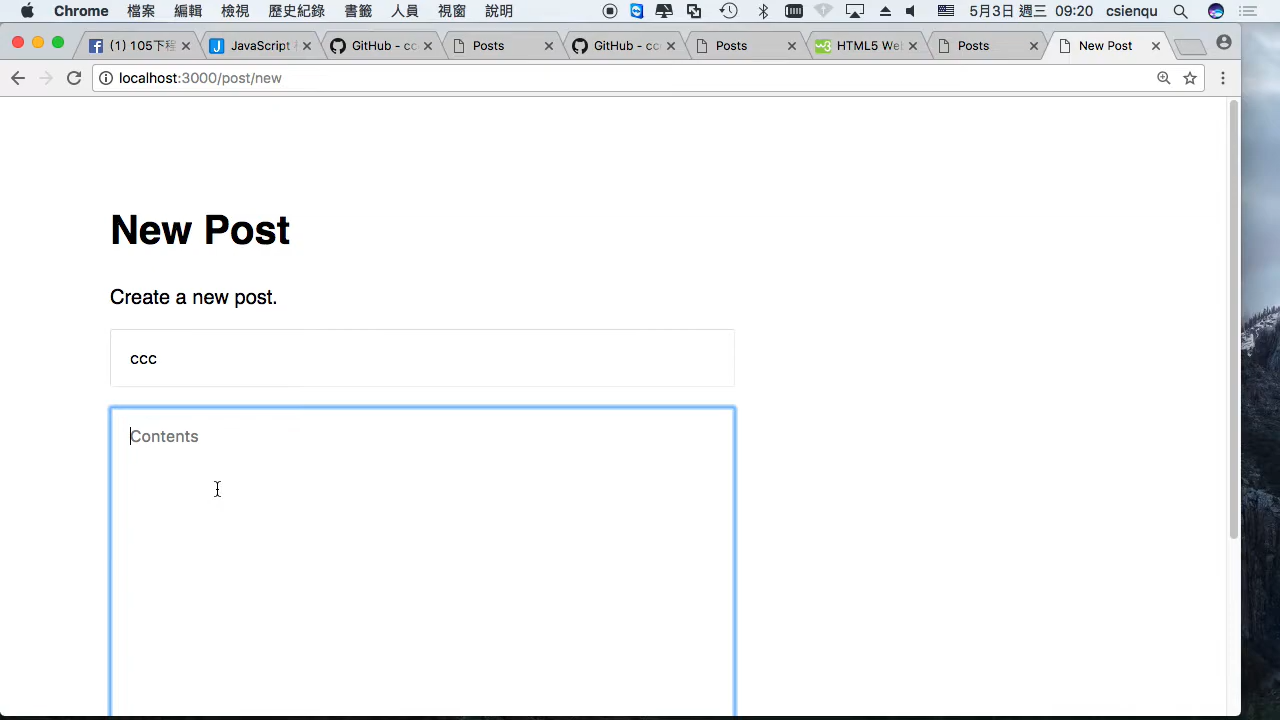 Chrome 檔案 編輯 檢視 歷史紀錄 書籤 人員 視窗 說明 5月3日 週三 09:20 csienqu
(1) 105下程 JavaScript GitHub - cc Posts GitHub - cc Posts HTML5 Wel Posts New Post
localhost:3000/post/new
New Post
Create a new post.
ccc
Contents